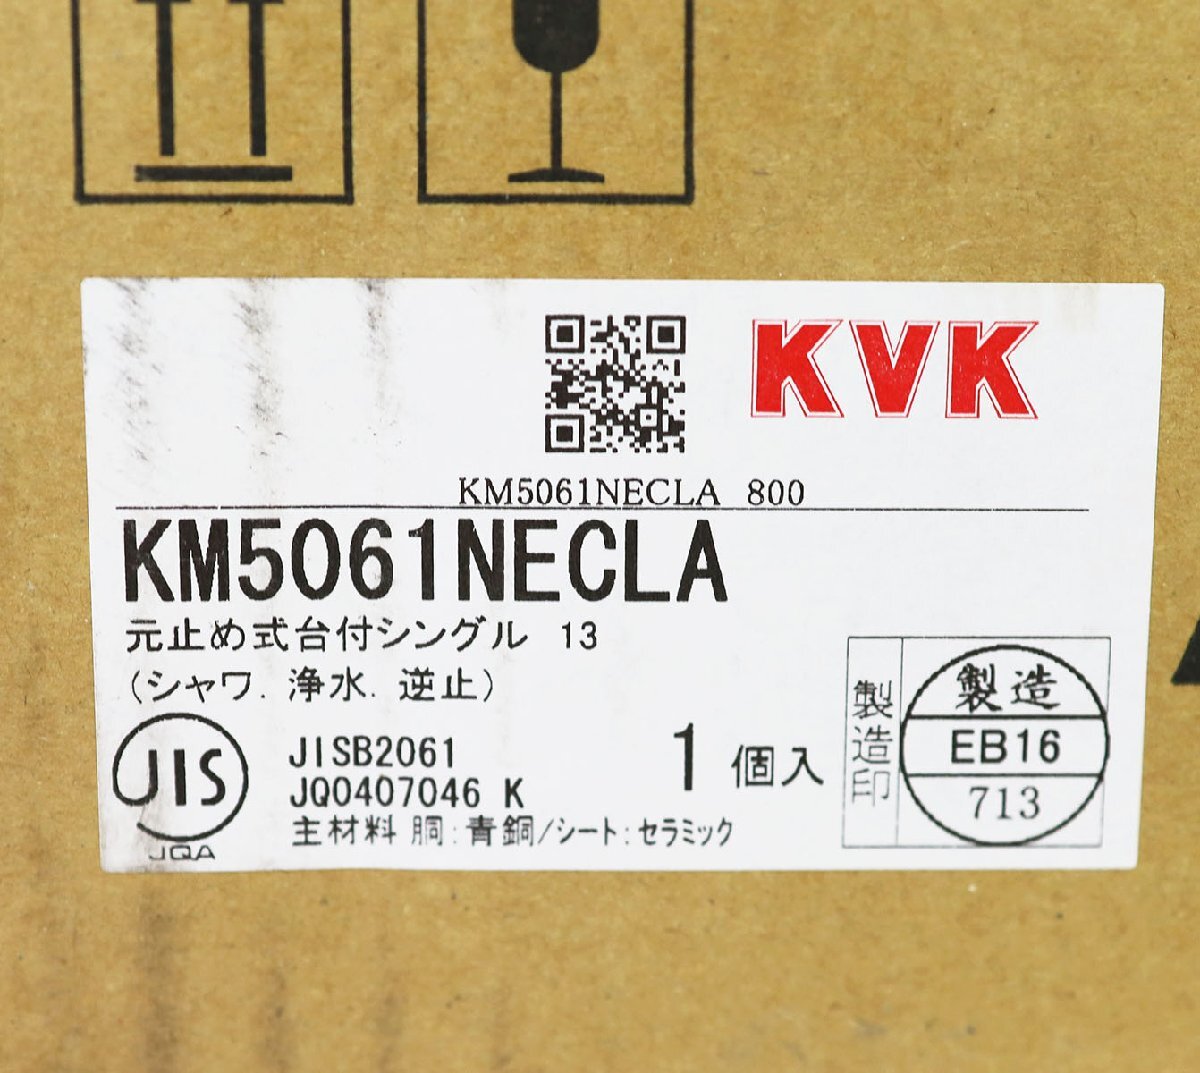 KVK
KM5061NECLA 800
KM5061NECLA
元止め式台付シングル 13
(シャワ. 浄水. 逆止)
JIS
JQA
JISB2061
JQ0407046 K
主材料 胴:青銅/シート:セラミック
1 個入
製造印
製造
EB16
713